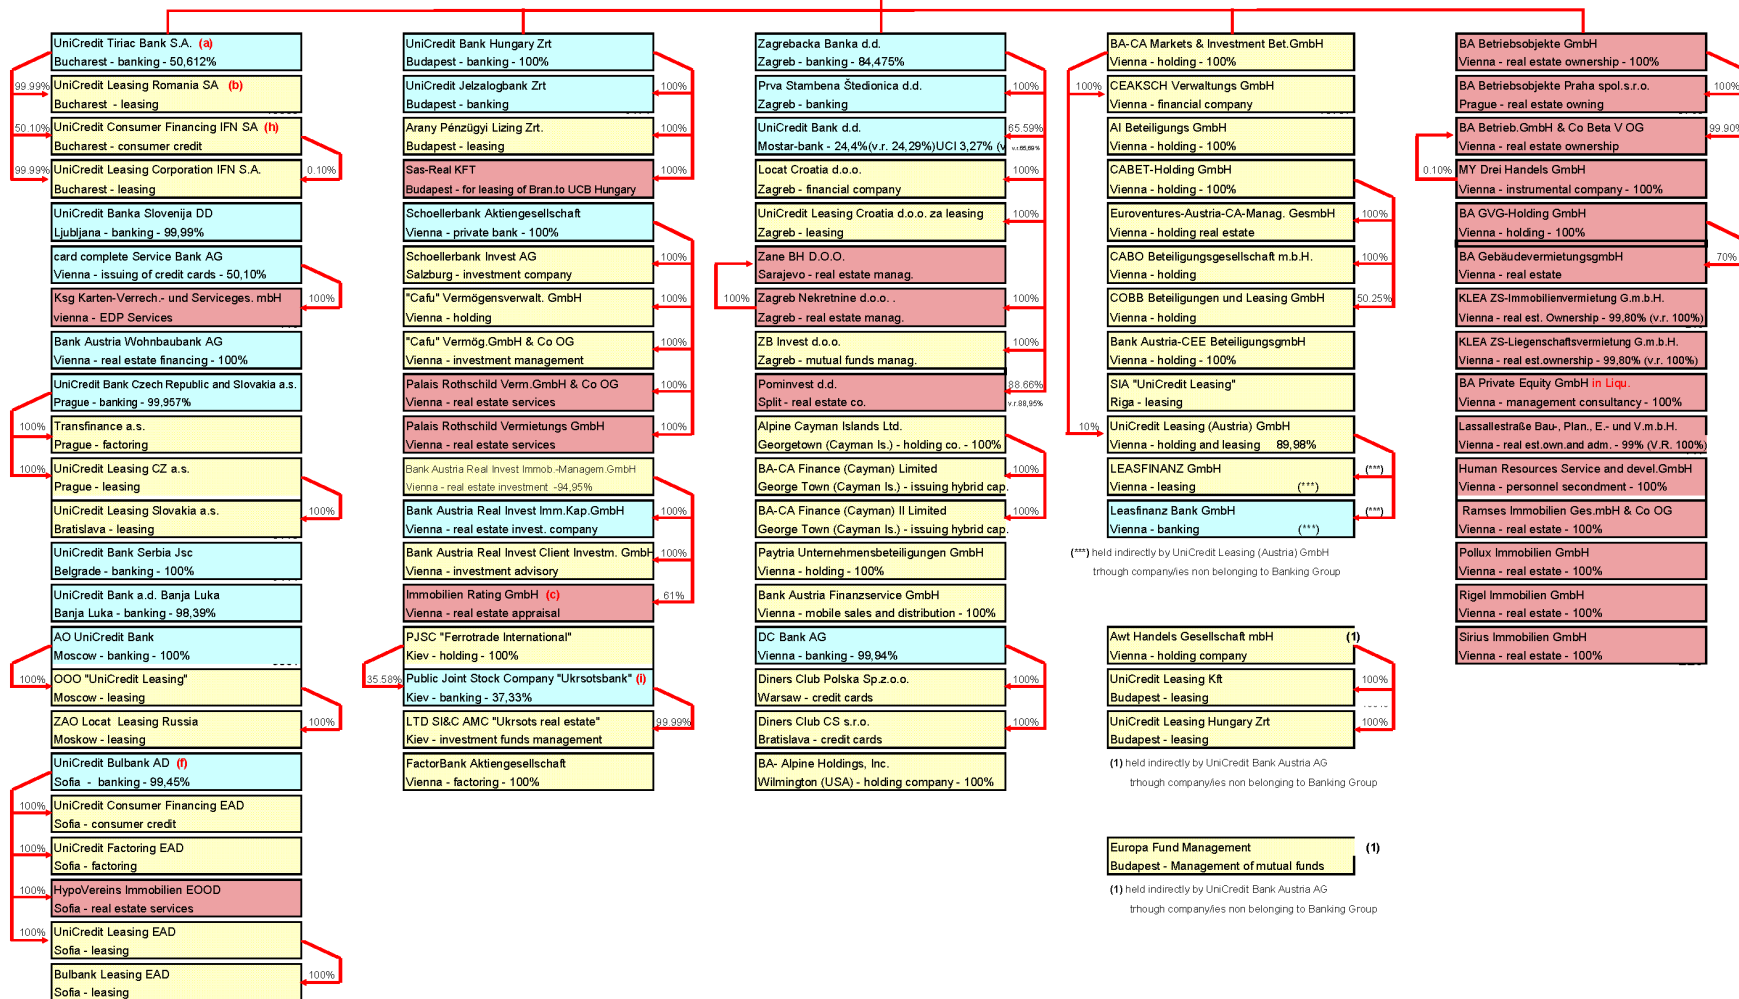 UniCredit Tiriac Bank S.A. (a)
Bucharest - banking - 50,612%
99.99%
UniCredit Leasing Romania SA (b)
Bucharest - leasing
50.10%
UniCredit Consumer Financing IFN SA (h)
Bucharest - consumer credit
99.99%
UniCredit Leasing Corporation IFN S.A.
0.10%
Bucharest - leasing
UniCredit Banka Slovenija DD
Ljubljana - banking - 99,99%
card complete Service Bank AG
Vienna - issuing of credit cards - 50,10%
Ksg Karten-Verrech.- und Serviceges. mbH
100%
vienna - EDP Services
Bank Austria Wohnbaubank AG
Vienna - real estate financing - 100%
UniCredit Bank Czech Republic and Slovakia a.s.
Prague - banking - 99,957%
100%
Transfinance a.s.
Prague - factoring
100%
UniCredit Leasing CZ a.s.
Prague - leasing
UniCredit Leasing Slovakia a.s.
100%
Bratislava - leasing
UniCredit Bank Serbia Jsc
Belgrade - banking - 100%
UniCredit Bank a.d. Banja Luka
Banja Luka - banking - 98,39%
AO UniCredit Bank
Moscow - banking - 100%
100%
OOO "UniCredit Leasing"
Moscow - leasing
ZAO Locat Leasing Russia
100%
Moskow - leasing
UniCredit Bulbank AD (f)
Sofia - banking - 99,45%
100%
UniCredit Consumer Financing EAD
Sofia - consumer credit
100%
UniCredit Factoring EAD
Sofia - factoring
100%
HypoVereins Immobilien EOOD
Sofia - real estate services
100%
UniCredit Leasing EAD
Sofia - leasing
Bulbank Leasing EAD
100%
Sofia - leasing
UniCredit Bank Hungary Zrt
Budapest - banking - 100%
UniCredit Jelzalogbank Zrt
100%
Budapest - banking
Arany Pénzügyi Lizing Zrt.
100%
Budapest - leasing
Sas-Real KFT
100%
Budapest - for leasing of Bran.to UCB Hungary
Schoellerbank Aktiengesellschaft
Vienna - private bank - 100%
Schoellerbank Invest AG
100%
Salzburg - investment company
"Cafu" Vermögensverwalt. GmbH
100%
Vienna - holding
"Cafu" Vermög.GmbH & Co OG
100%
Vienna - investment management
Palais Rothschild Verm.GmbH & Co OG
100%
Vienna - real estate services
Palais Rothschild Vermietungs GmbH
100%
Vienna - real estate services
Bank Austria Real Invest Immob.-Managem.GmbH
Vienna - real estate investment -94,95%
Bank Austria Real Invest Imm.Kap.GmbH
100%
Vienna - real estate invest. company
Bank Austria Real Invest Client Investm. GmbH
100%
Vienna - investment advisory
Immobilien Rating GmbH (c)
61%
Vienna - real estate appraisal
PJSC "Ferrotrade International"
Kiev - holding - 100%
35.58%
Public Joint Stock Company "Ukrsotsbank" (i)
Kiev - banking - 37,33%
LTD SI&C AMC "Ukrsots real estate"
99.99%
Kiev - investment funds management
FactorBank Aktiengesellschaft
Vienna - factoring - 100%
Zagrebacka Banka d.d.
Zagreb - banking - 84,475%
Prva Stambena Štedionica d.d.
100%
Zagreb - banking
UniCredit Bank d.d.
65.59%
Mostar-bank - 24,4%(v.r. 24,29%)UCI 3,27% (v
Locat Croatia d.o.o.
100%
Zagreb - financial company
UniCredit Leasing Croatia d.o.o. za leasing
100%
Zagreb - leasing
Zane BH D.O.O.
Sarajevo - real estate manag.
100%
Zagreb Nekretnine d.o.o. .
100%
Zagreb - real estate manag.
ZB Invest d.o.o.
100%
Zagreb - mutual funds manag.
Pominvest d.d.
88.66%
Split - real estate co.
v.r.88,95%
Alpine Cayman Islands Ltd.
Georgetown (Cayman Is.) - holding co. - 100%
BA-CA Finance (Cayman) Limited
100%
George Town (Cayman Is.) - issuing hybrid cap.
BA-CA Finance (Cayman) II Limited
100%
George Town (Cayman Is.) - issuing hybrid cap.
Paytria Unternehmensbeteiligungen GmbH
Vienna - holding - 100%
Bank Austria Finanzservice GmbH
Vienna - mobile sales and distribution - 100%
DC Bank AG
Vienna - banking - 99,94%
Diners Club Polska Sp.z.o.o.
100%
Warsaw - credit cards
Diners Club CS s.r.o.
100%
Bratislava - credit cards
BA- Alpine Holdings, Inc.
Wilmington (USA) - holding company - 100%
BA-CA Markets & Investment Bet.GmbH
Vienna - holding - 100%
100%
CEAKSCH Verwaltungs GmbH
Vienna - financial company
AI Beteiligungs GmbH
Vienna - holding - 100%
CABET-Holding GmbH
Vienna - holding - 100%
Euroventures-Austria-CA-Manag. GesmbH
100%
Vienna - holding real estate
CABO Beteiligungsgesellschaft m.b.H.
100%
Vienna - holding
COBB Beteiligungen und Leasing GmbH
50.25%
Vienna - holding
Bank Austria-CEE BeteiligungsgmbH
Vienna - holding - 100%
SIA "UniCredit Leasing"
Riga - leasing
10%
UniCredit Leasing (Austria) GmbH
Vienna - holding and leasing 89,98%
LEASFINANZ GmbH
(***)
Vienna - leasing (***)
Leasfinanz Bank GmbH
(***)
Vienna - banking (***)
(***) held indirectly by UniCredit Leasing (Austria) GmbH
trhough company/ies non belonging to Banking Group
Awt Handels Gesellschaft mbH (1)
Vienna - holding company
UniCredit Leasing Kft
100%
Budapest - leasing
UniCredit Leasing Hungary Zrt
100%
Budapest - leasing
(1) held indirectly by UniCredit Bank Austria AG
trhough company/ies non belonging to Banking Group
Europa Fund Management (1)
Budapest - Management of mutual funds
(1) held indirectly by UniCredit Bank Austria AG
trhough company/ies non belonging to Banking Group
BA Betriebsobjekte GmbH
Vienna - real estate ownership - 100%
BA Betriebsobjekte Praha spol.s.r.o.
100%
Prague - real estate owning
BA Betrieb.GmbH & Co Beta V OG
99.90%
Vienna - real estate ownership
0.10%
MY Drei Handels GmbH
Vienna - instrumental company - 100%
BA GVG-Holding GmbH
Vienna - holding - 100%
BA GebäudevermietungsgmbH
70%
Vienna - real estate
KLEA ZS-Immobilienvermietung G.m.b.H.
Vienna - real est. Ownership - 99,80% (v.r. 100%)
KLEA ZS-Liegenschaftsvermietung G.m.b.H.
Vienna - real est.ownership - 99,80% (v.r. 100%)
BA Private Equity GmbH in Liqu.
Vienna - management consultancy - 100%
Lassallestraße Bau-, Plan., E.- und V.m.b.H.
Vienna - real est.own.and adm. - 99% (V.R. 100%)
Human Resources Service and devel.GmbH
Vienna - personnel secondment - 100%
Ramses Immobilien Ges.mbH & Co OG
Vienna - real estate - 100%
Pollux Immobilien GmbH
Vienna - real estate - 100%
Rigel Immobilien GmbH
Vienna - real estate - 100%
Sirius Immobilien GmbH
Vienna - real estate - 100%